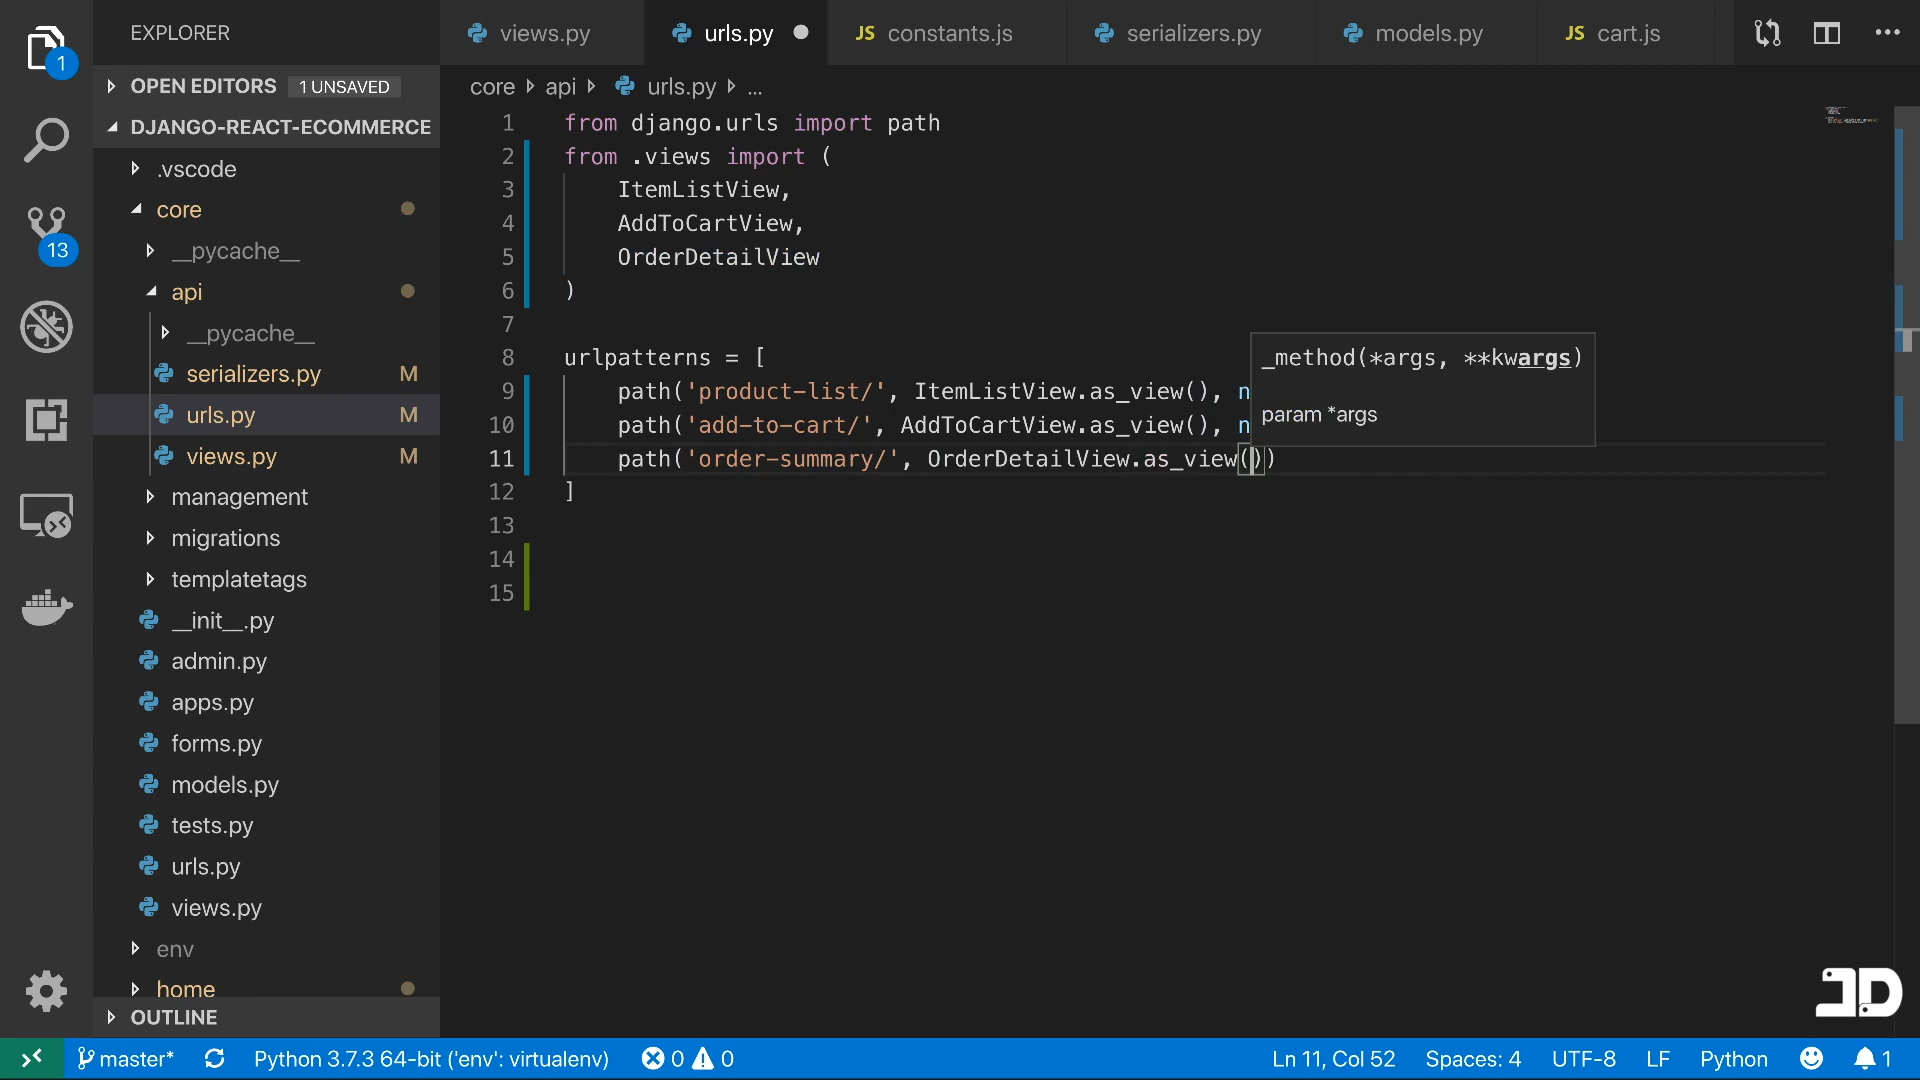 EXPLORER
views.py
urls.py
JS constants.js
serializers.py
models.py
JS cart.js
1
13
OPEN EDITORS 1 UNSAVED
DJANGO-REACT-ECOMMERCE
.vscode
core
__pycache__
api
__pycache__
serializers.py M
urls.py M
views.py M
management
migrations
templatetags
__init__.py
admin.py
apps.py
forms.py
models.py
tests.py
urls.py
views.py
env
home
OUTLINE
core api urls.py ...
1 from django.urls import path
2 from .views import (
3 ItemListView,
4 AddToCartView,
5 OrderDetailView
6 )
7
8 urlpatterns = [
9 path('product-list/', ItemListView.as_view(), n
10 path('add-to-cart/', AddToCartView.as_view(), n
11 path('order-summary/', OrderDetailView.as_view())
12 ]
13
14
15
_method(*args, **kwargs)
param *args
JD
master* Python 3.7.3 64-bit ('env': virtualenv) 0 0 Ln 11, Col 52 Spaces: 4 UTF-8 LF Python 1